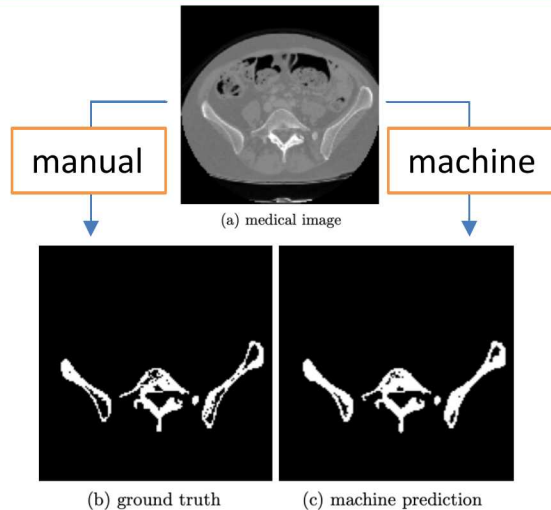 manual
machine
(a) medical image
(b) ground truth
(c) machine prediction